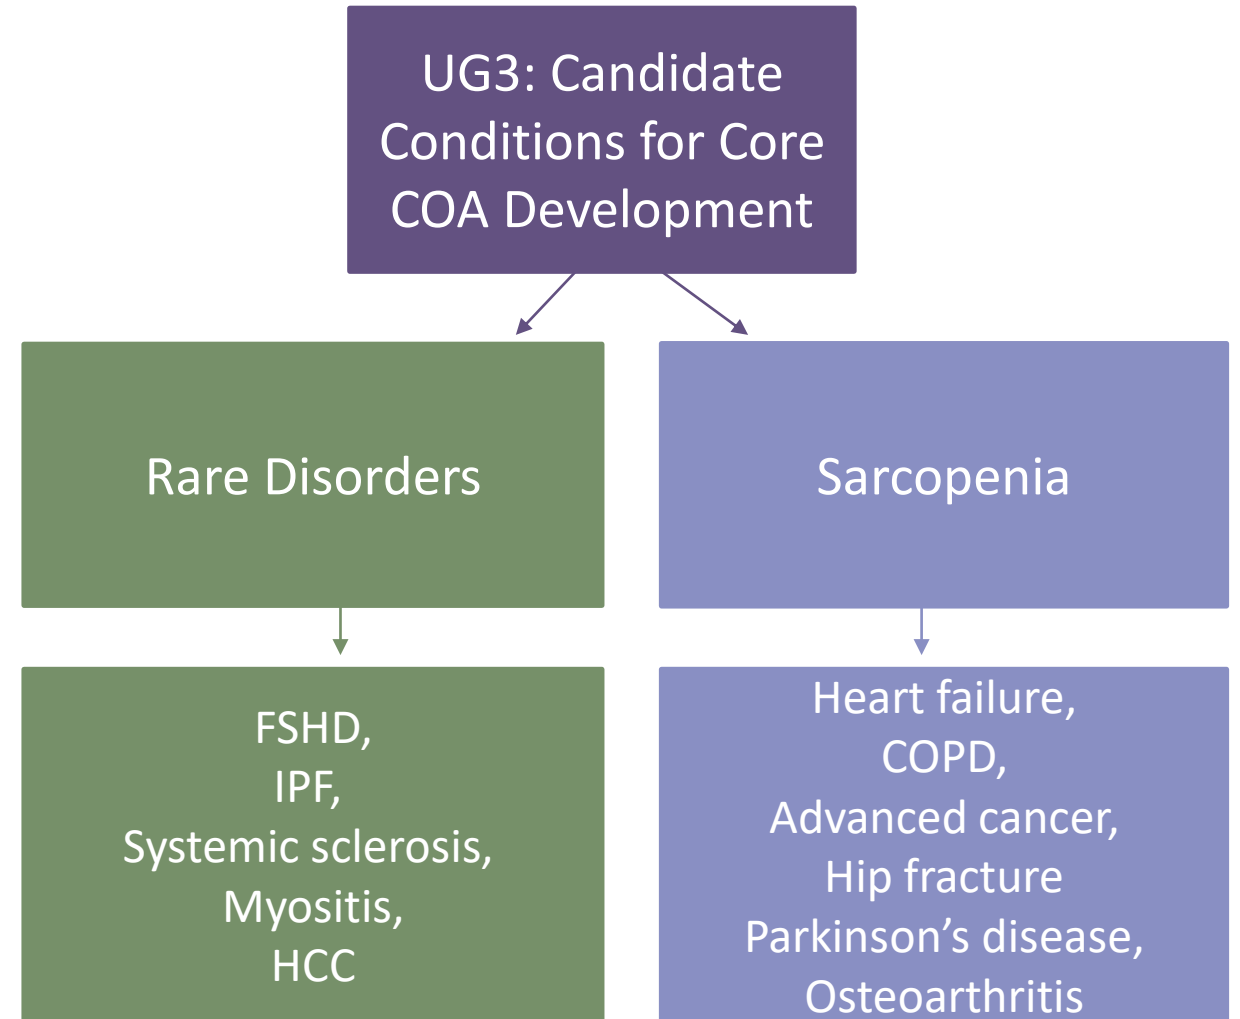 UG3: Candidate
Conditions for Core
COA Development
Rare Disorders
Sarcopenia
FSHD,
IPF,
Systemic sclerosis,
Myositis,
HCC
Heart failure,
COPD,
Advanced cancer,
Hip fracture
Parkinson’s disease,
Osteoarthritis